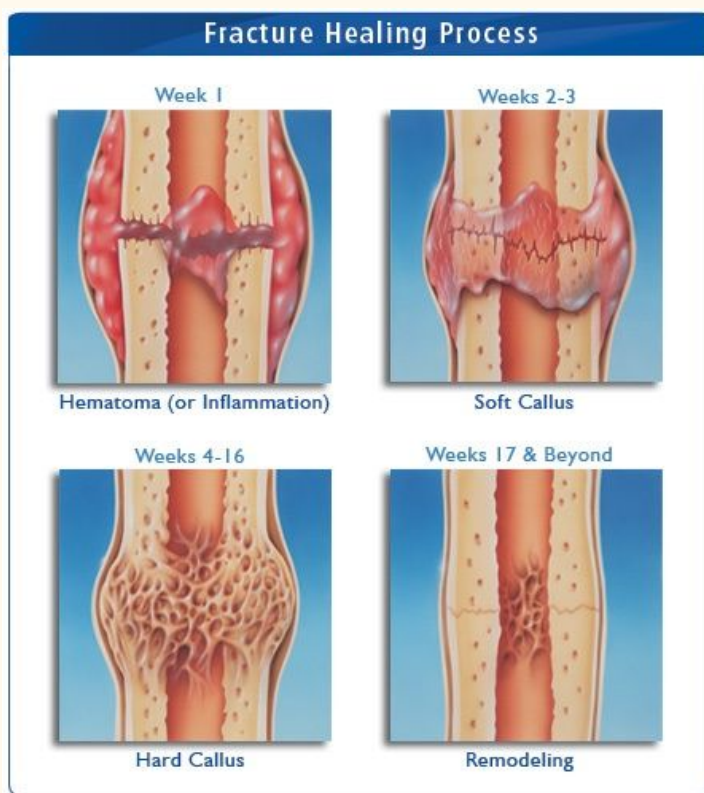 Fracture Healing Process
Week 1
Weeks 2-3
Hematoma (or Inflammation)
Soft Callus
Weeks 4-16
Weeks 17 & Beyond
Hard Callus
Remodeling